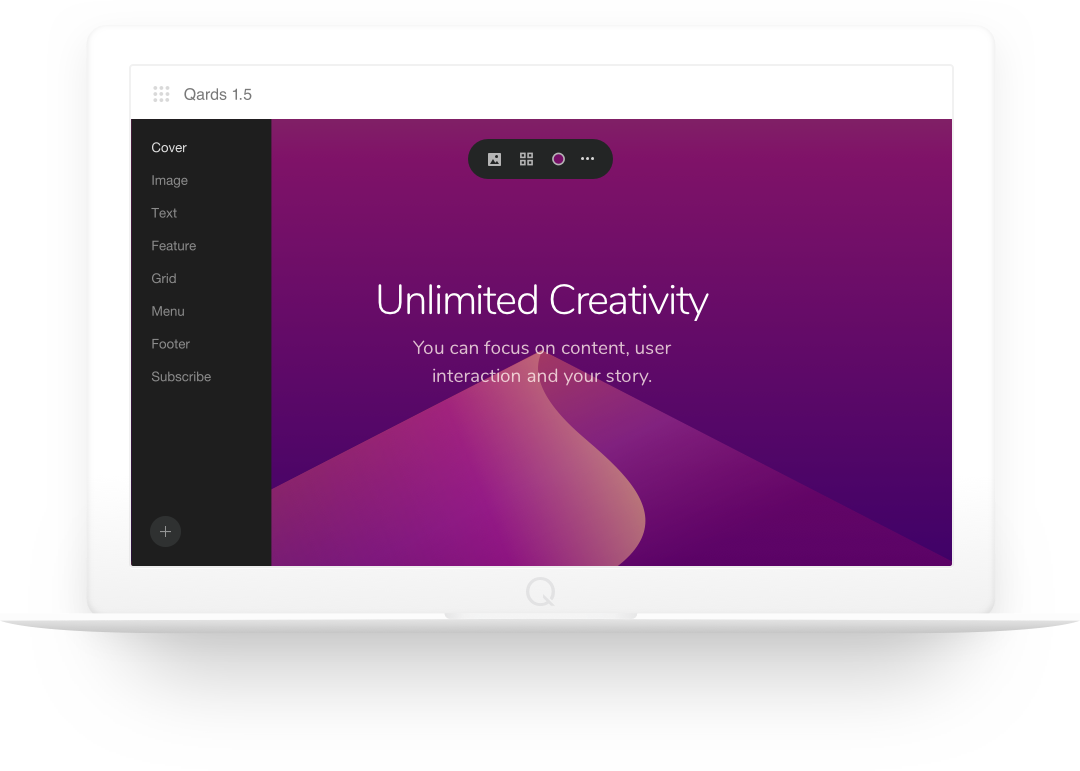 Qards 1.5
Cover
Image
Text
Feature
Grid
Menu
Footer
Subscribe
Unlimited Creativity
You can focus on content, user
interaction and your story.